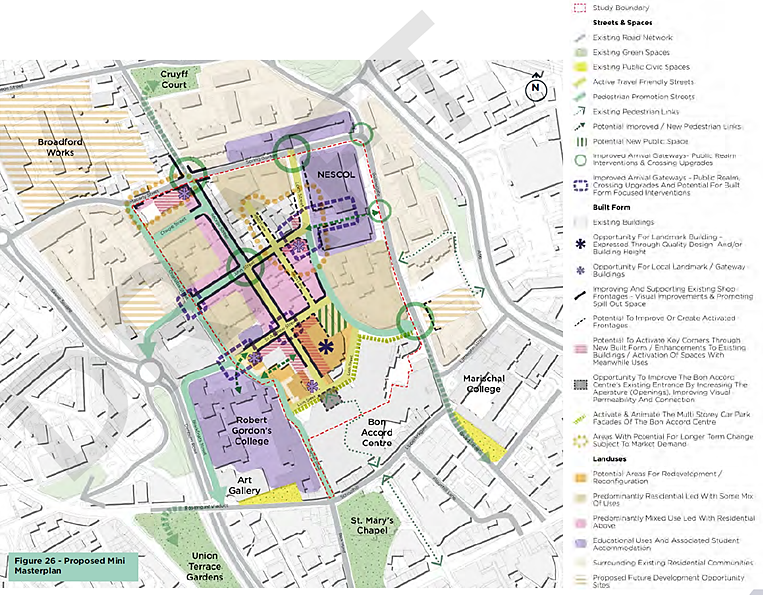 Study Boundary
Streets & Spaces
Existing Road Network
Existing Green Spaces
Existing Public Civic Spaces
Active Travel Friendly Streets
Pedestrian Promotion Streets
Existing Pedestrian Links
Potential Improved / New Pedestrian Links
Potential New Public Space
Improved Arrival Gateways- Public Realm
Interventions & Crossing Upgrades
Improved Arrival Gateways - Public Realm,
Crossing Upgrades And Potential For Built
Form Focused Interventions
Built Form
Existing Buildings
Opportunity For Landmark Building -
Expressed Through Quality Design And/or
Building Height
Opportunity For Local Landmark / Gateway
Buildings
Improving And Supporting Existing Shop
Frontages - Visual Improvements & Promoting
Spill Out Space
Potential To Improve Or Create Activated
Frontages
Potential To Activate Key Corners Through
New Built Form / Enhancements To Existing
Buildings / Activation Of Spaces With
Meanwhile Uses
Opportunity To Improve The Bon Accord
Centre's Existing Entrance By Increasing The
Aperature (Openings), Improving Visual
Permeability And Connection
Activate & Animate The Multi Storey Car Park
Facades Of The Bon Accord Centre
Areas With Potential For Longer Term Change
Subject To Market Demand
Landuses
Potential Areas For Redevelopment /
Reconfiguration
Predominantly Residential Led With Some Mix
Of Uses
Predominantly Mixed Use Led With Residential
Above
Educational Uses And Associated Student
Accommodation
Surrounding Existing Residential Communities
Proposed Future Development Opportunity
Sites
Cruyff
Court
N
Broadford
Works
NESCOL
Marischal
College
Robert
Gordon's
College
Bon
Accord
Centre
Art
Gallery
St. Mary's
Chapel
Union
Terrace
Gardens
Figure 26 - Proposed Mini
Masterplan